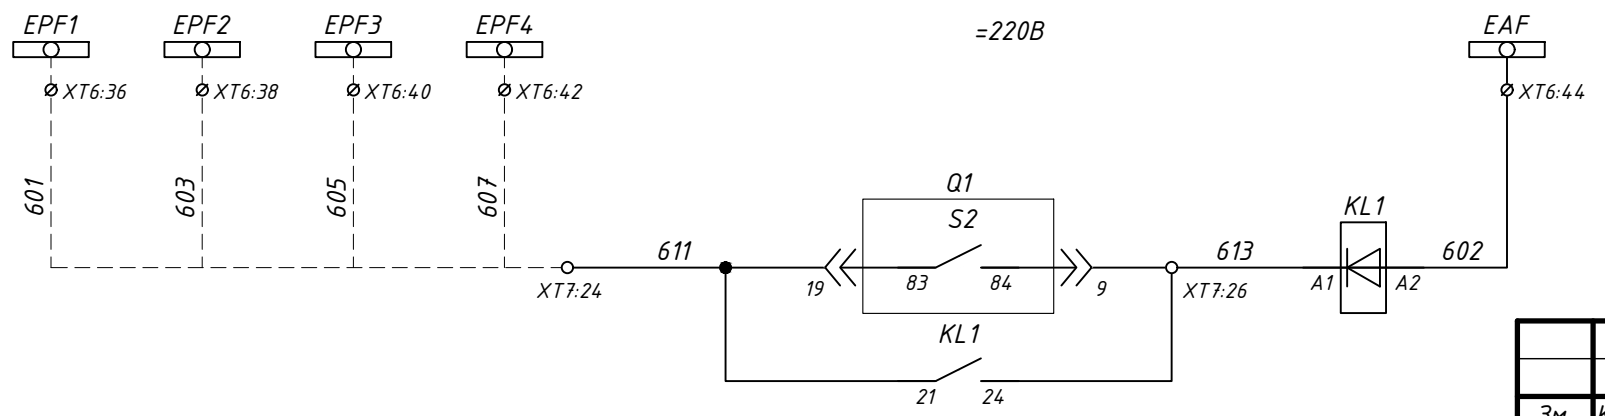 EPF1 EPF2 EPF3 EPF4 =220В EAF
XT6:36 XT6:38 XT6:40 XT6:42 XT6:44
601 603 605 607
Q1
S2
KL1
611 613 602
19 83 84 9 A1 A2
XT7:24 XT7:26
KL1
21 24
Зм